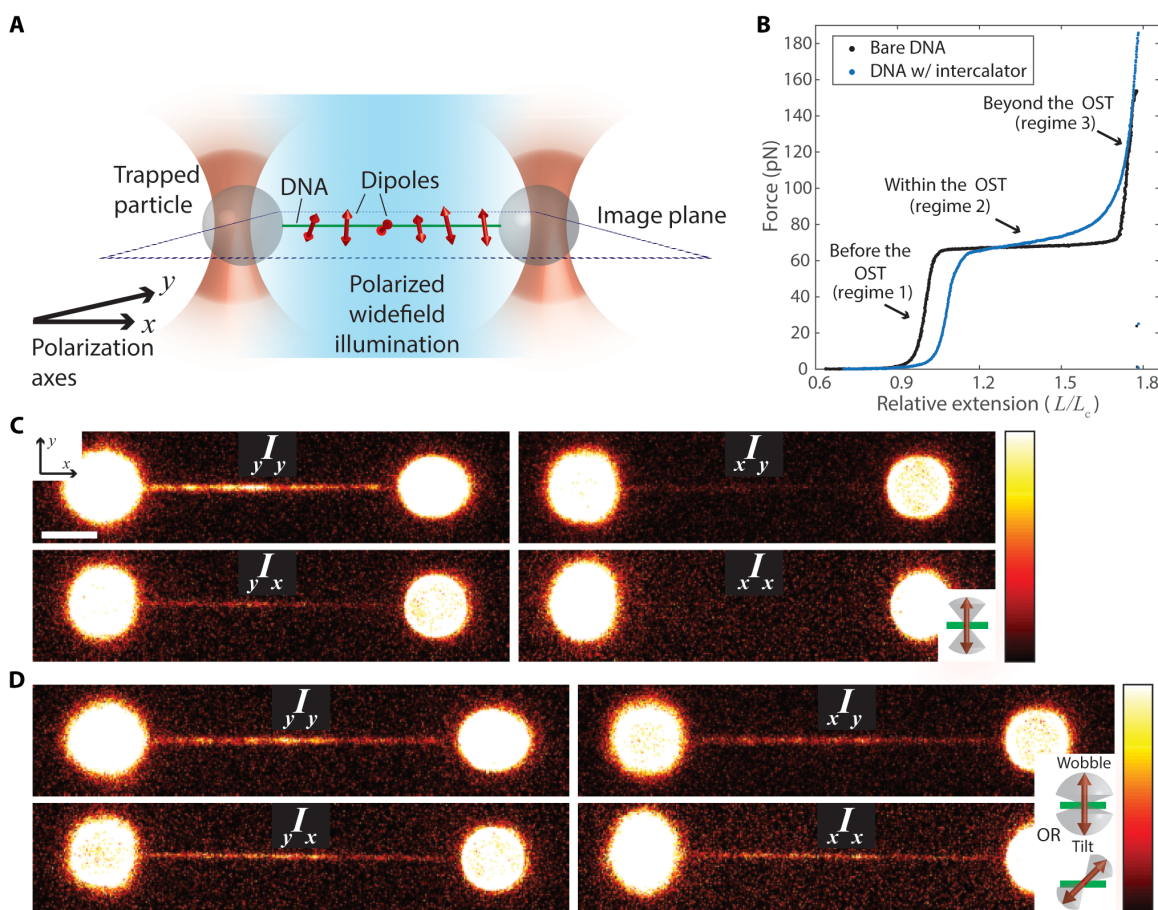 A
Trapped
particle
DNA
Dipoles
Image plane
Polarized
widefield
illumination
y
x
Polarization
axes
B
Force (pN)
180
160
140
120
100
80
60
40
20
0
Bare DNA
DNA w/ intercalator
Beyond the OST
(regime 3)
Within the OST
(regime 2)
Before the
OST
(regime 1)
0.6 0.9 1.2 1.5 1.8
Relative extension ( L/Lc )
C
y
x
yIy
xIy
yIx
xIx
D
yIy
xIy
yIx
xIx
Wobble
OR
Tilt